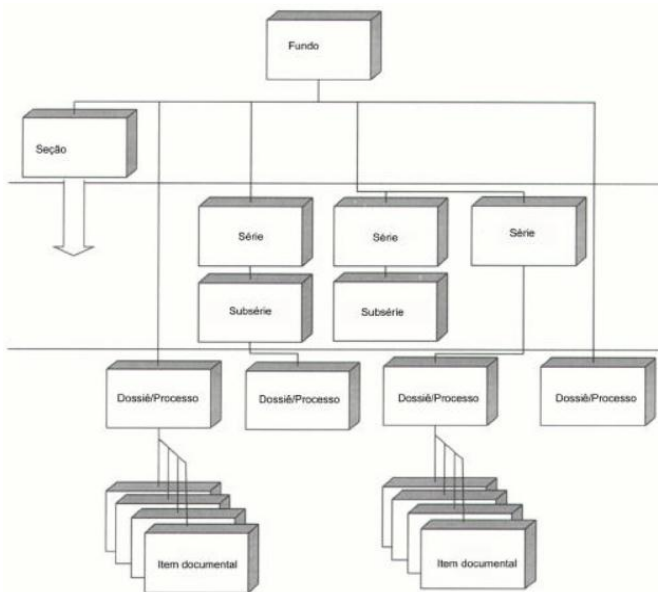 Fundo
Seção
Série
Série
Série
Subsérie
Subsérie
Dossiê/Processo
Dossiê/Processo
Dossiê/Processo
Dossiê/Processo
Item documental
Item documental